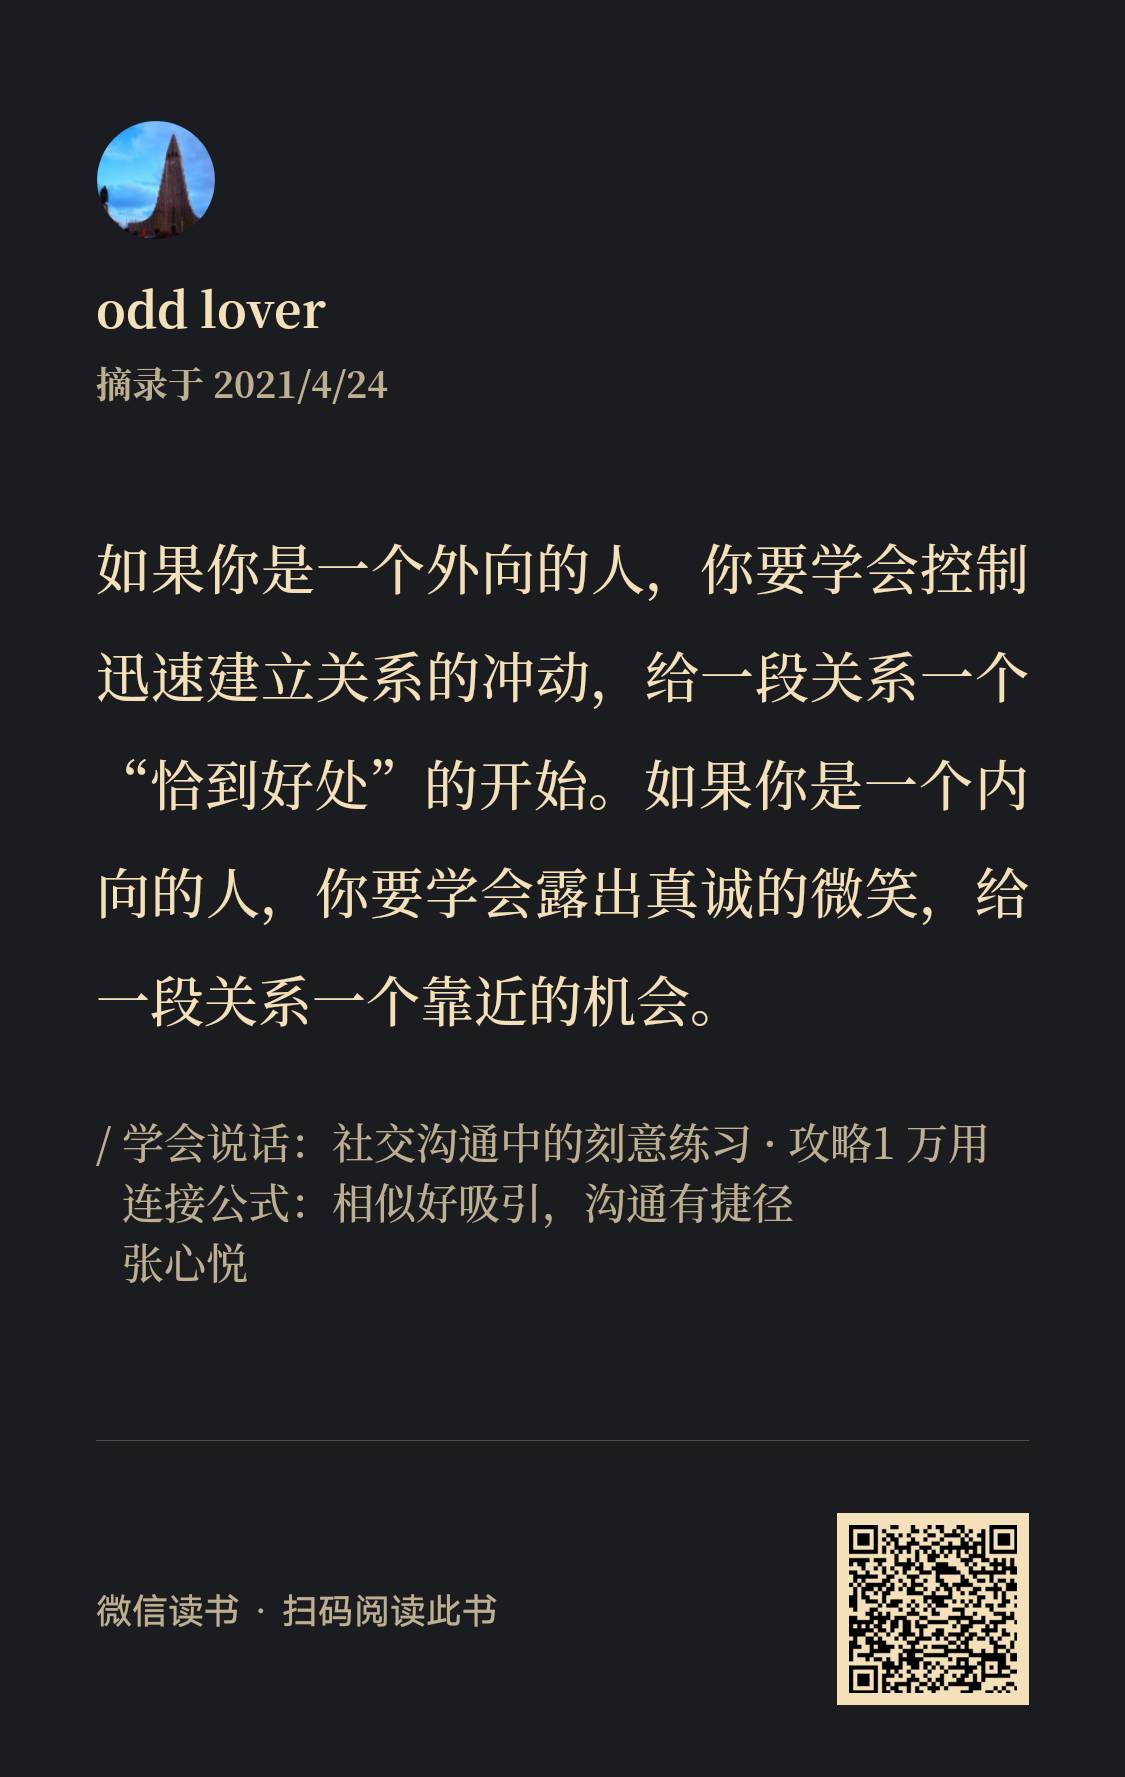 odd lover
摘录于 2021/4/24
如果你是一个外向的人，你要学会控制
迅速建立关系的冲动，给一段关系一个
“恰到好处”的开始。如果你是一个内
向的人，你要学会露出真诚的微笑，给
一段关系一个靠近的机会。
/ 学会说话：社交沟通中的刻意练习 · 攻略1 万用
连接公式：相似好吸引，沟通有捷径
张心悦
微信读书 · 扫码阅读此书